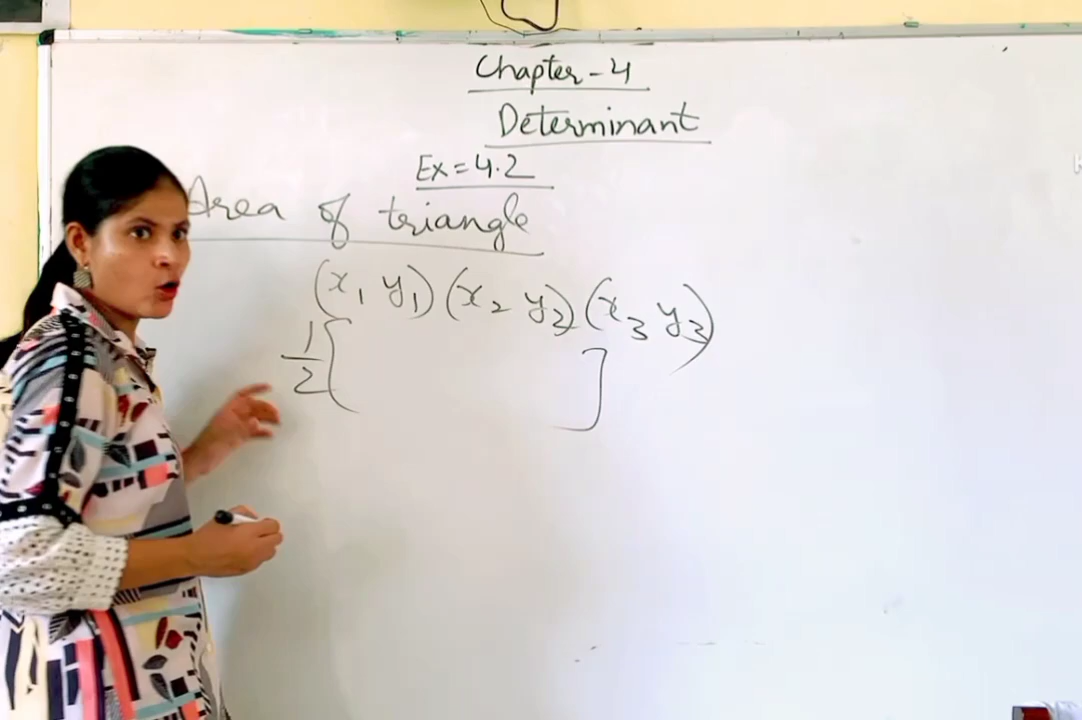 Chapter-4
Determinant
Ex=4.2
Area of triangle
(x₁ y₁) (x₂ y₂) (x₃ y₃)
1/2 [ ]